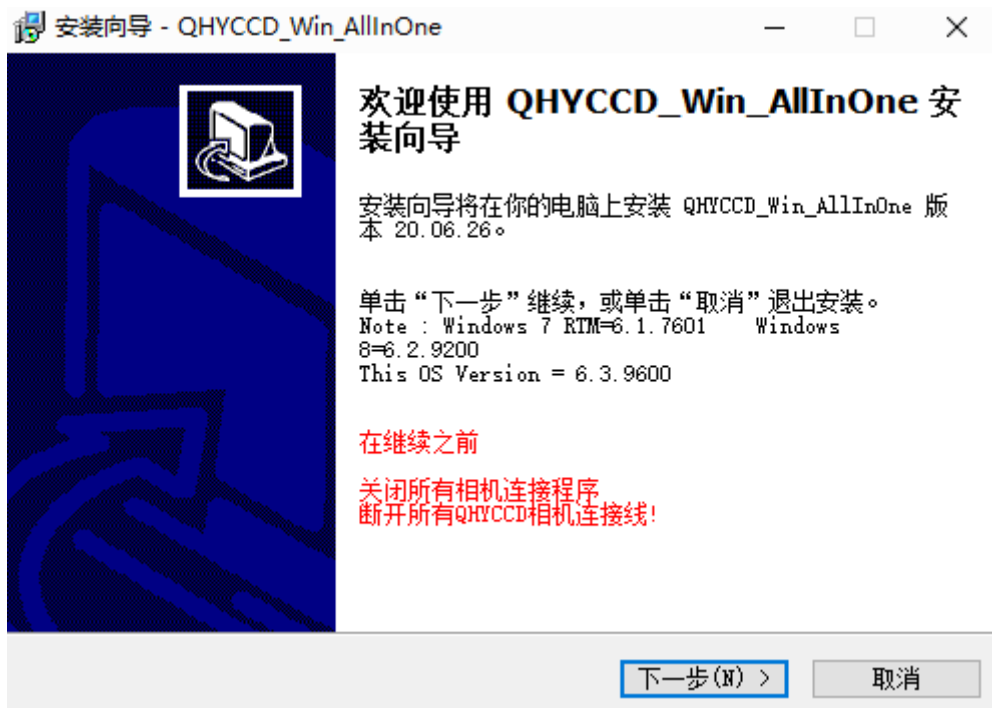 安装向导 - QHYCCD_Win_AllInOne
欢迎使用 QHYCCD_Win_AllInOne 安
装向导
安装向导将在你的电脑上安装 QHYCCD_Win_AllInOne 版
本 20.06.26。
单击“下一步”继续，或单击“取消”退出安装。
Note : Windows 7 RTM=6.1.7601    Windows
8=6.2.9200
This OS Version = 6.3.9600
在继续之前
关闭所有相机连接程序
断开所有QHYCCD相机连接线!
下一步(N) >
取消